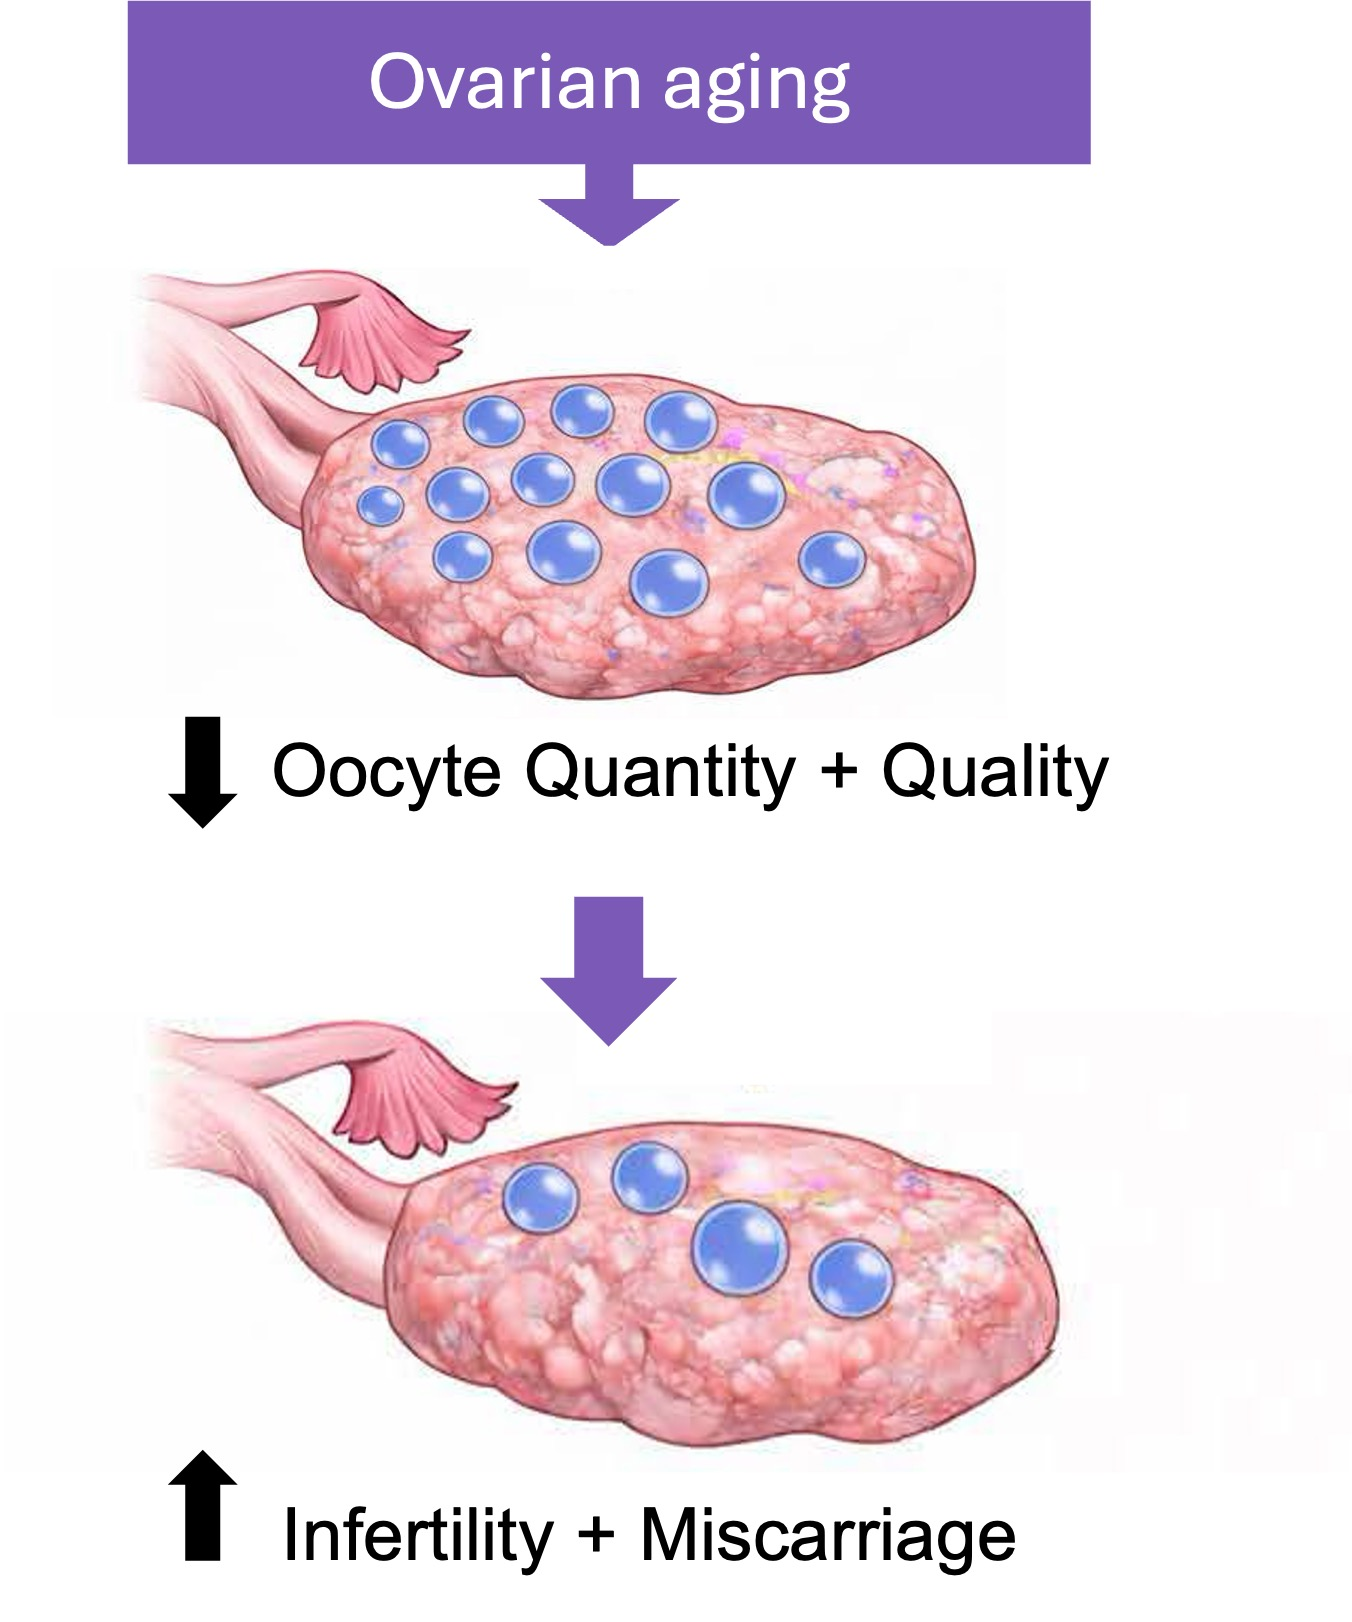 Ovarian aging
Oocyte Quantity + Quality
Infertility + Miscarriage